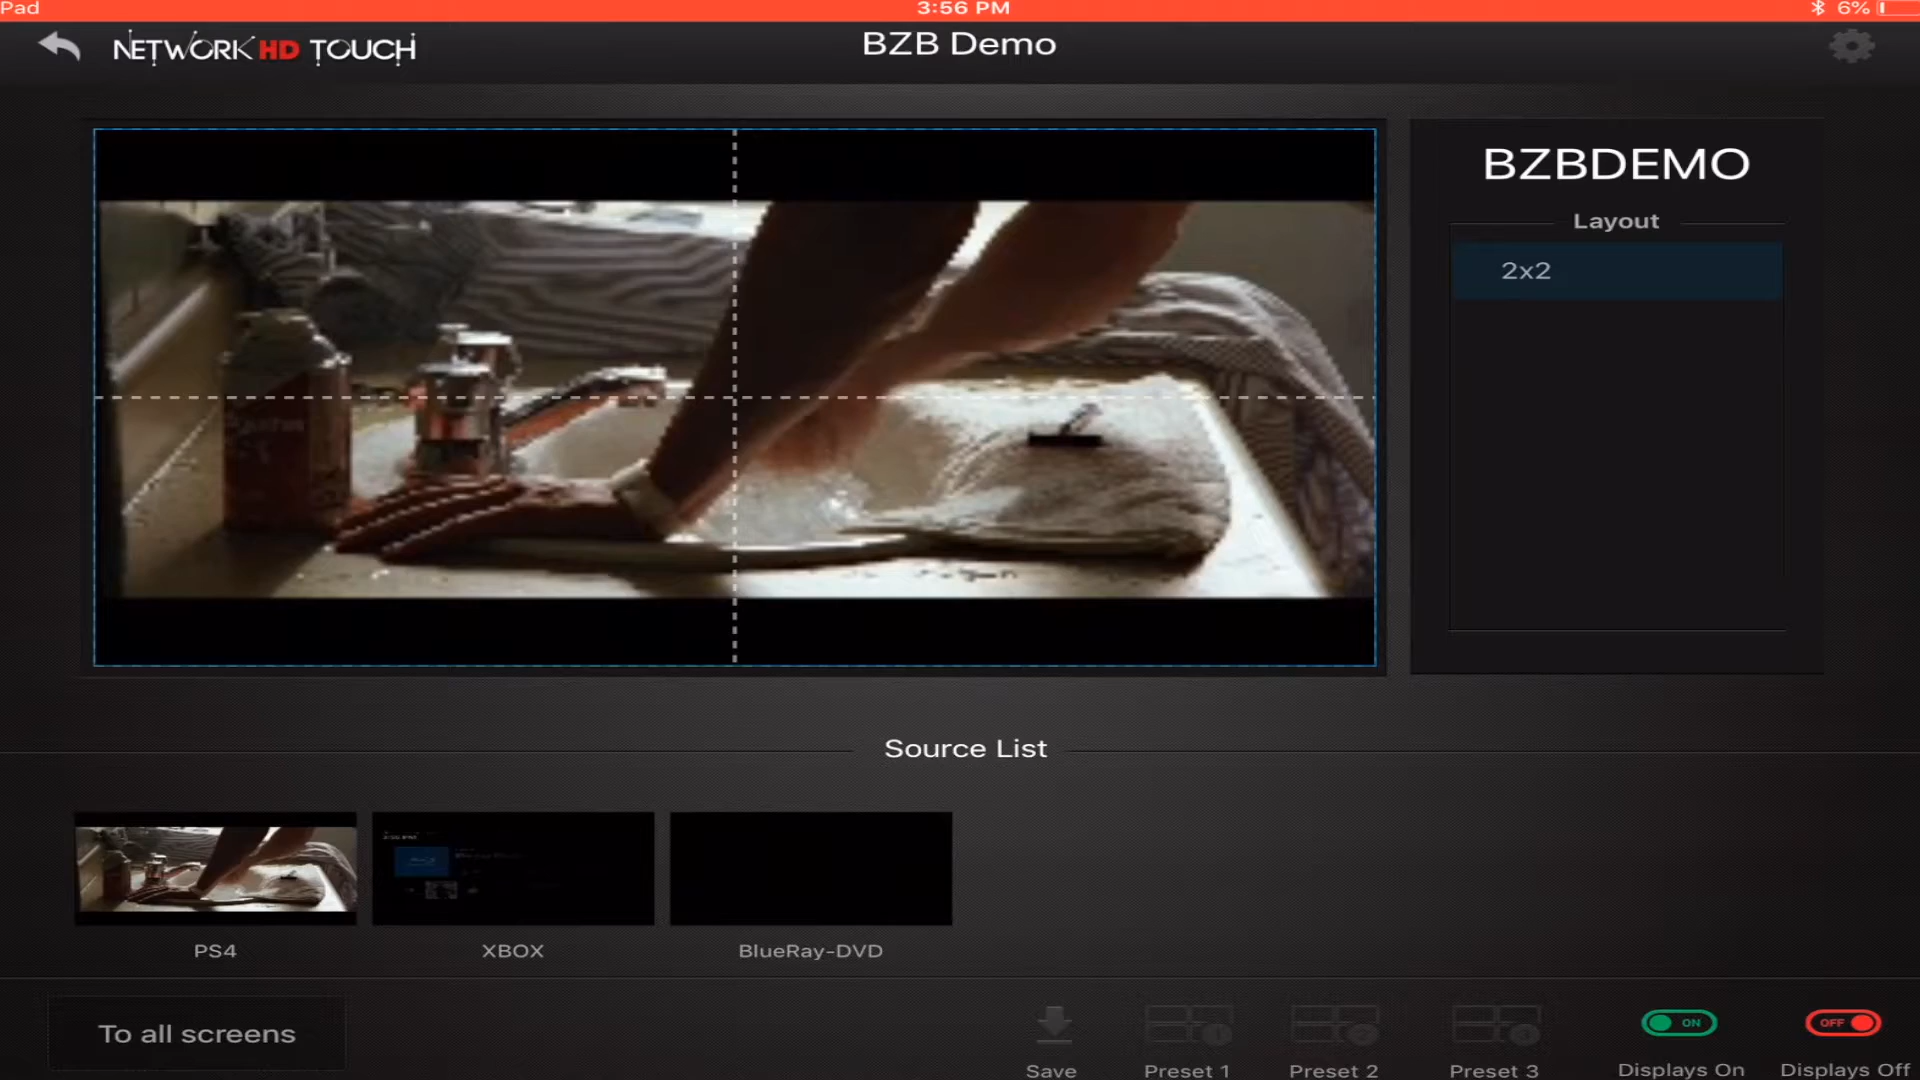 Pad
3:56 PM
6%
NETWORK HD TOUCH
BZB Demo
BZBDEMO
Layout
2x2
Source List
PS4
XBOX
BlueRay-DVD
To all screens
Save
Preset 1
Preset 2
Preset 3
ON
Displays On
OFF
Displays Off